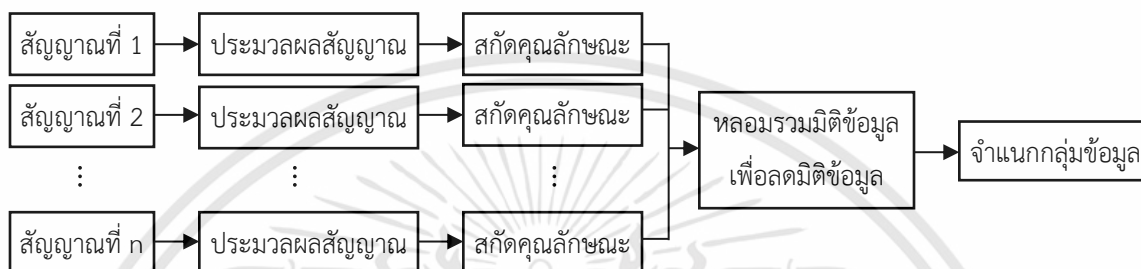 สัญญาณที่ 1 ประมวลผลสัญญาณ สกัดคุณลักษณะ
สัญญาณที่ 2 ประมวลผลสัญญาณ สกัดคุณลักษณะ
หลอมรวมมิติข้อมูล
เพื่อลดมิติข้อมูล
จำแนกกลุ่มข้อมูล
⋮ ⋮ ⋮
สัญญาณที่ n ประมวลผลสัญญาณ สกัดคุณลักษณะ